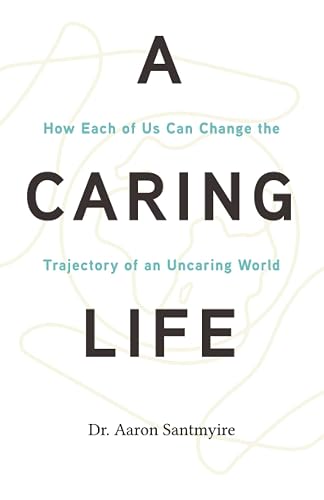 A
How Each of Us Can Change the
CARING
Trajectory of an Uncaring World
LIFE
Dr. Aaron Santmyire